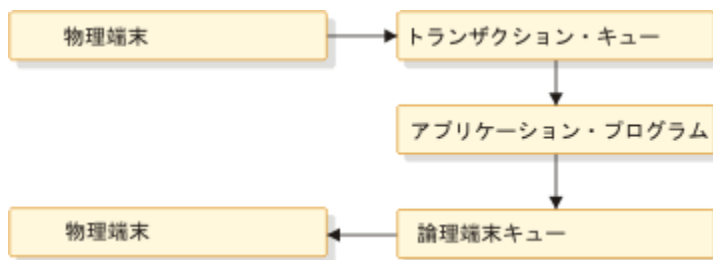 物理端末
トランザクション・キュー
アプリケーション・プログラム
論理端末キュー
物理端末